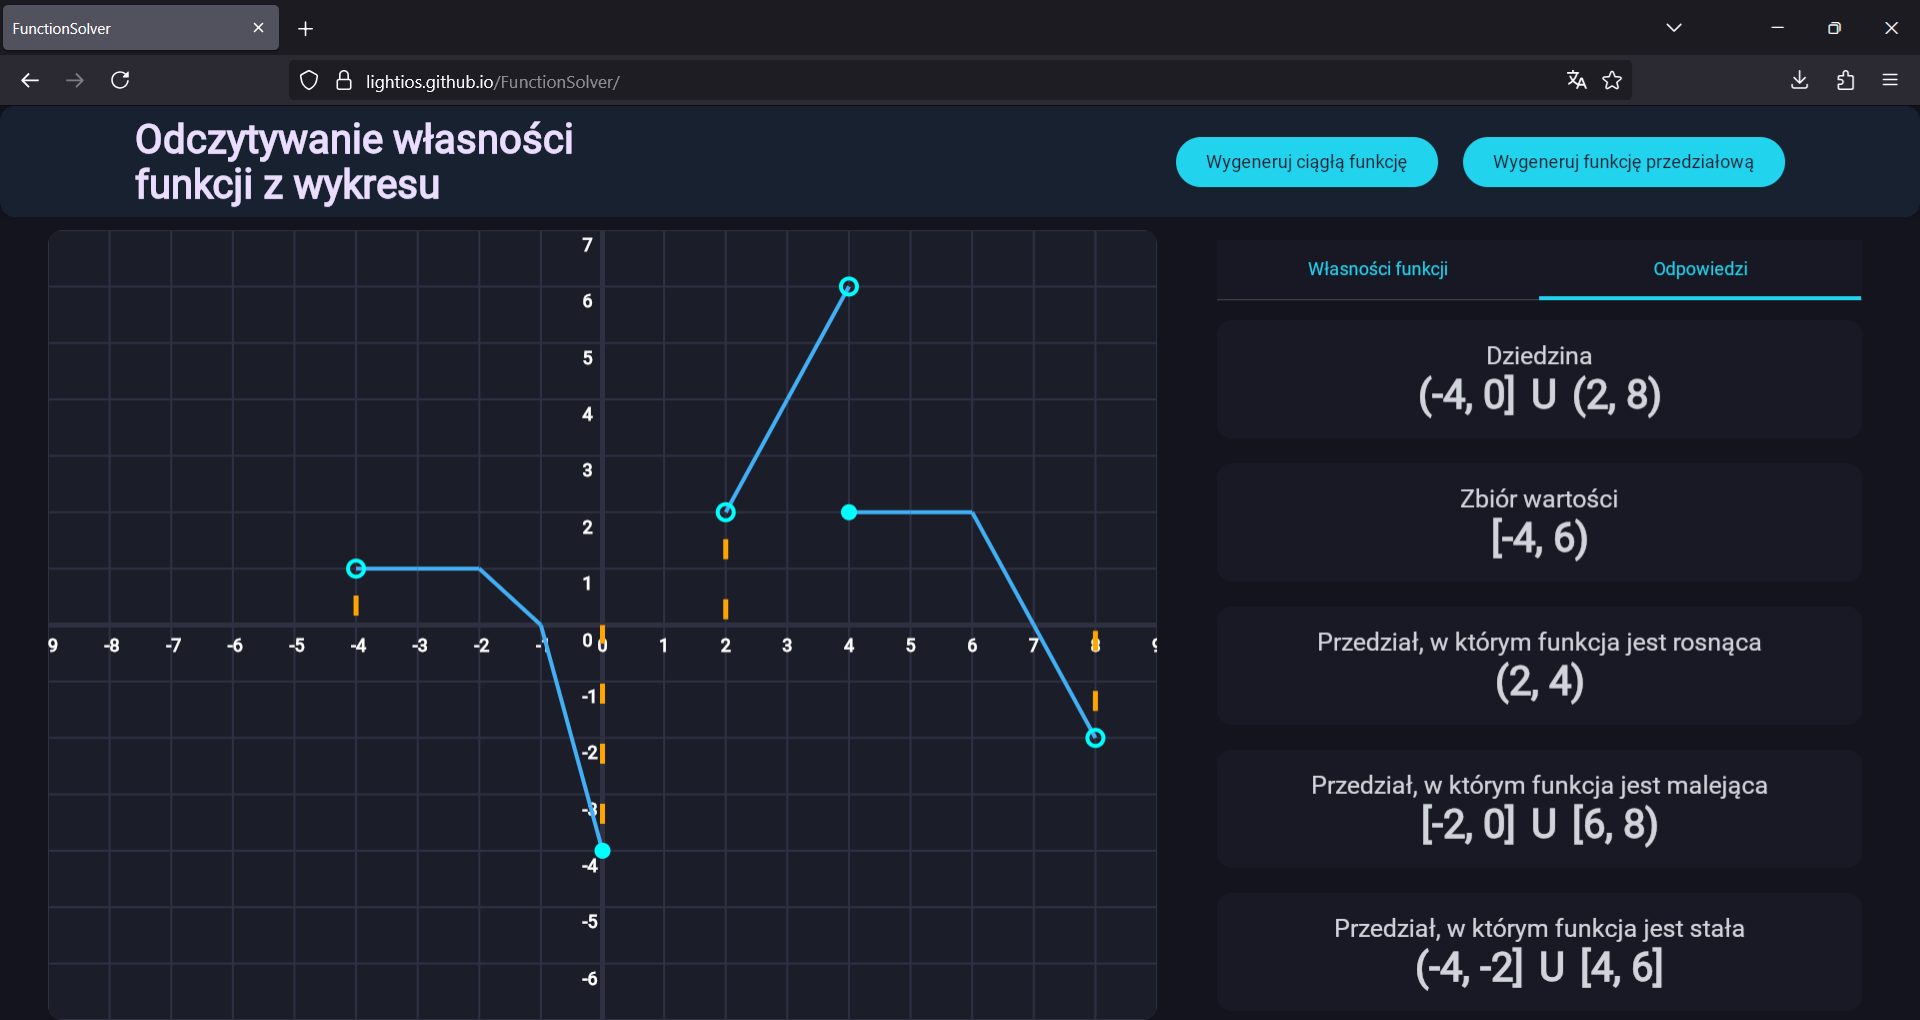 FunctionSolver
lightios.github.io/FunctionSolver/
Odczytywanie własności
funkcji z wykresu
Wygeneruj ciągłą funkcję
Wygeneruj funkcję przedziałową
7
6
5
4
3
2
1
0
-1
-2
-3
-4
-5
-6
9 -8 -7 -6 -5 -4 -3 -2 -1 0 1 2 3 4 5 6 7 8 9
Własności funkcji
Odpowiedzi
Dziedzina
(-4, 0] U (2, 8)
Zbiór wartości
[-4, 6)
Przedział, w którym funkcja jest rosnąca
(2, 4)
Przedział, w którym funkcja jest malejąca
[-2, 0] U [6, 8)
Przedział, w którym funkcja jest stała
(-4, -2] U [4, 6]